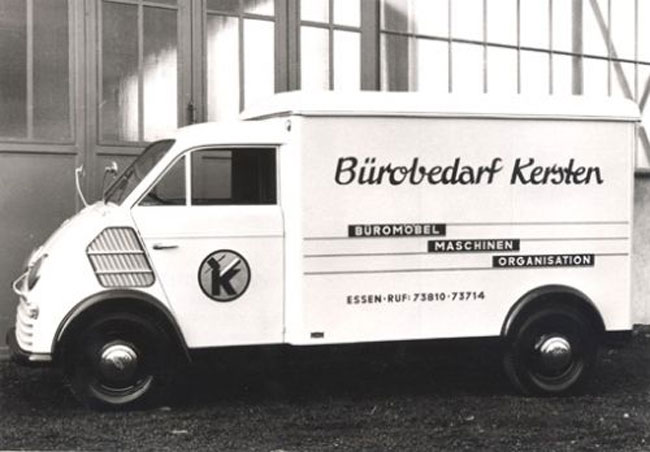 Bürobedarf Kersten
BÜROMÖBEL
MASCHINEN
ORGANISATION
K
ESSEN·RUF: 73810·73714